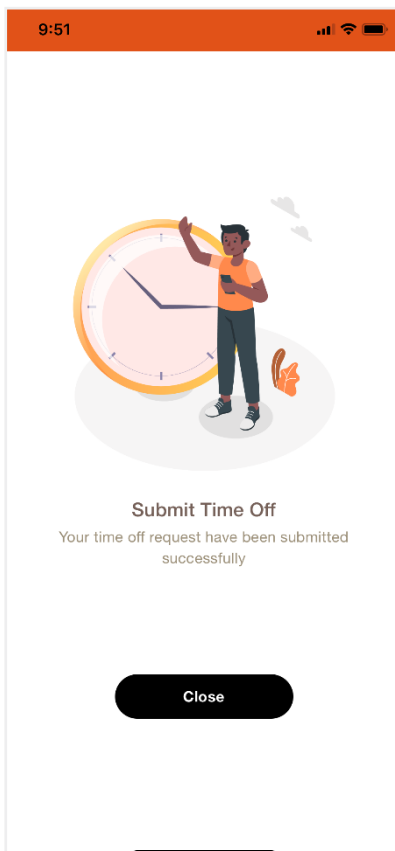 9:51
Submit Time Off
Your time off request have been submitted
successfully
Close